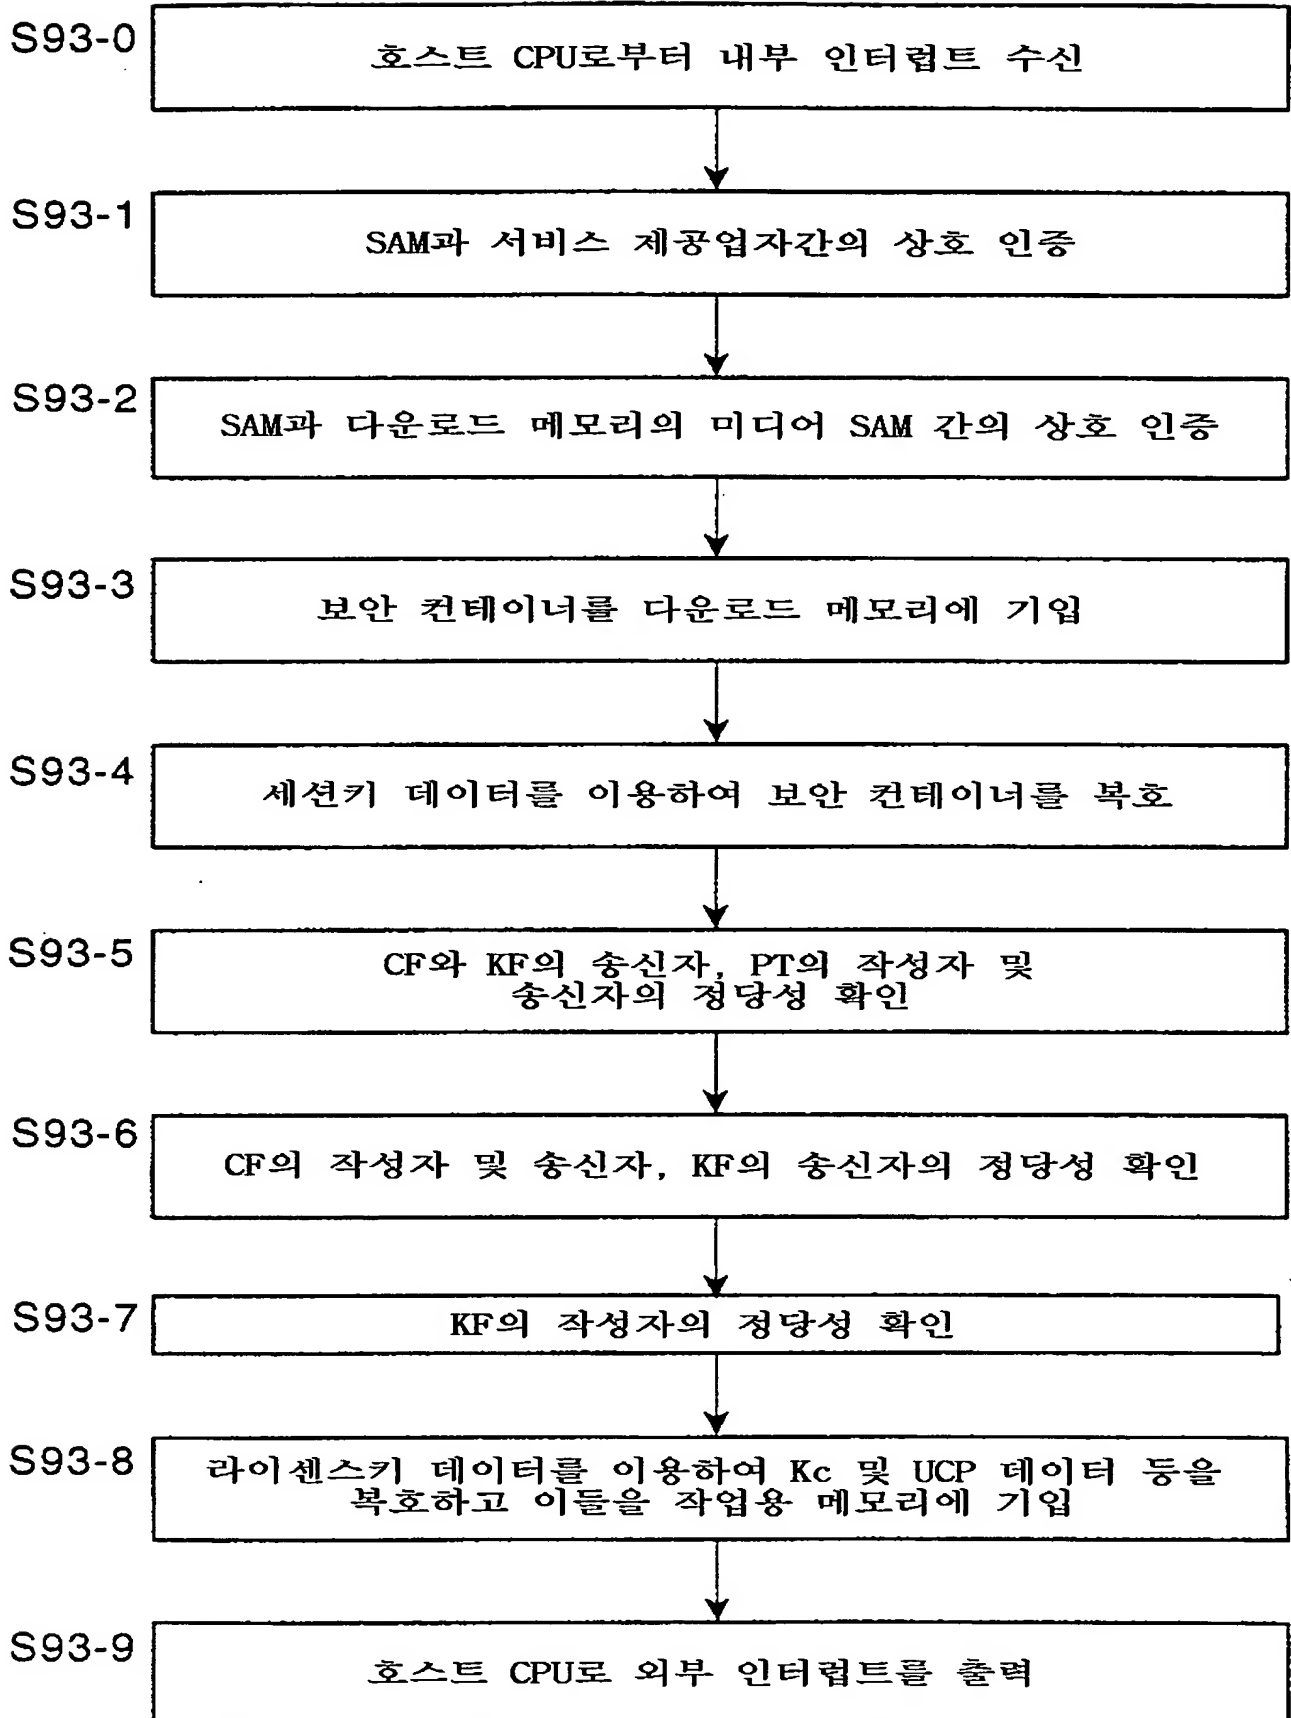 S93-0
호스트 CPU로부터 내부 인터럽트 수신
S93-1
SAM과 서비스 제공업자간의 상호 인증
S93-2
SAM과 다운로드 메모리의 미디어 SAM 간의 상호 인증
S93-3
보안 컨테이너를 다운로드 메모리에 기입
S93-4
세션키 데이터를 이용하여 보안 컨테이너를 복호
S93-5
CF와 KF의 송신자, PT의 작성자 및
송신자의 정당성 확인
S93-6
CF의 작성자 및 송신자, KF의 송신자의 정당성 확인
S93-7
KF의 작성자의 정당성 확인
S93-8
라이센스키 데이터를 이용하여 Kc 및 UCP 데이터 등을
복호하고 이들을 작업용 메모리에 기입
S93-9
호스트 CPU로 외부 인터럽트를 출력